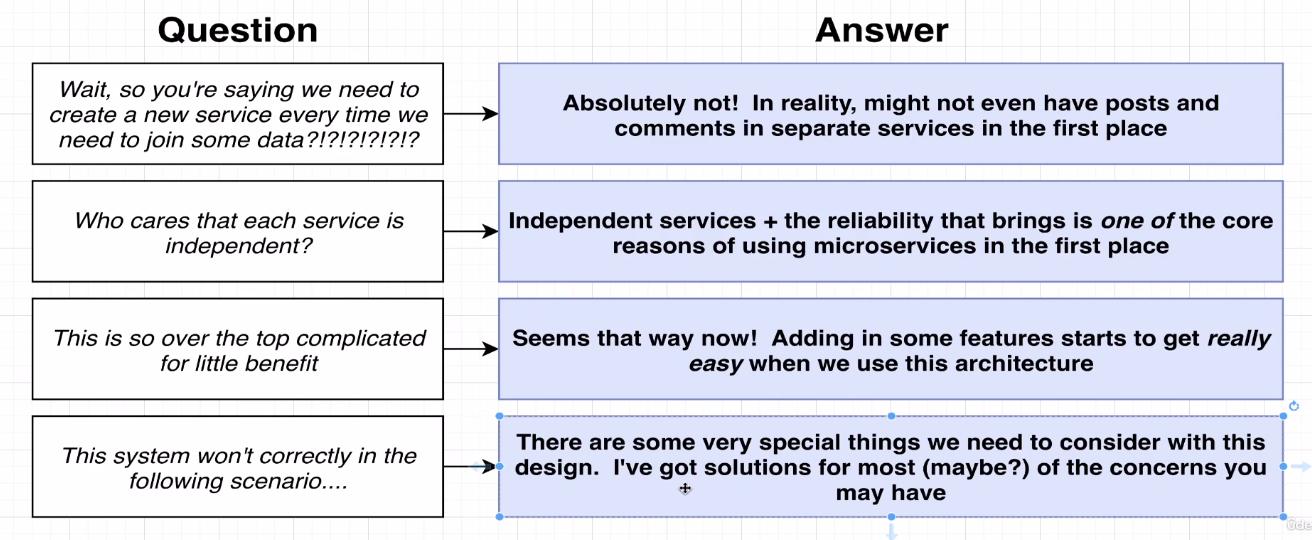 Question
Answer
Wait, so you're saying we need to
create a new service every time we
need to join some data?!?!?!?!?!?
Absolutely not!  In reality, might not even have posts and
comments in separate services in the first place
Who cares that each service is
independent?
Independent services + the reliability that brings is one of the core
reasons of using microservices in the first place
This is so over the top complicated
for little benefit
Seems that way now!  Adding in some features starts to get really
easy when we use this architecture
This system won't correctly in the
following scenario....
There are some very special things we need to consider with this
design.  I've got solutions for most (maybe?) of the concerns you
may have